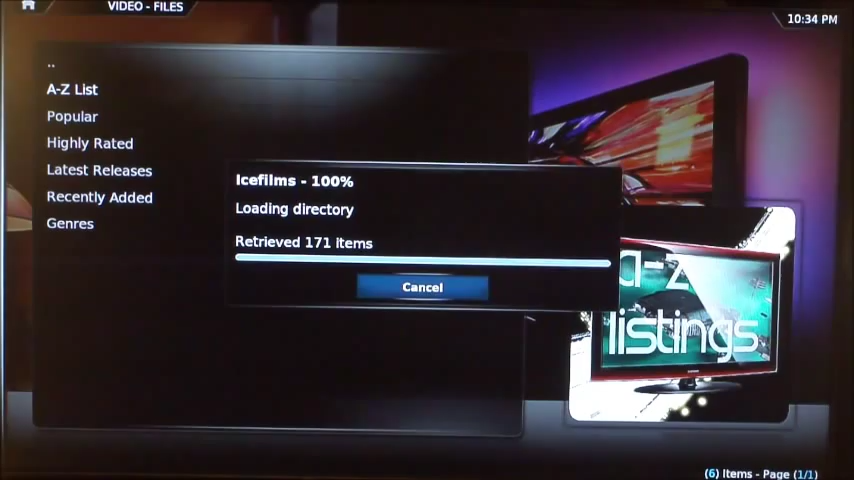 VIDEO - FILES
10:34 PM
..
A-Z List
Popular
Highly Rated
Latest Releases
Recently Added
Genres
Icefilms - 100%
Loading directory
Retrieved 171 items
Cancel
a-z
listings
(6) Items - Page (1/1)